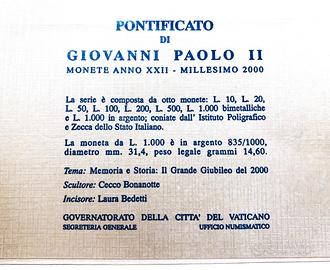 PONTIFICATO
DI
GIOVANNI PAOLO II
MONETE ANNO XXII - MILLESIMO 2000
La serie è composta da otto monete: L. 10, L. 20,
L. 50, L. 100, L. 200, L. 500, L. 1.000 bimetalliche
e L. 1.000 in argento; coniate dall' Istituto Poligrafico
e Zecca dello Stato Italiano.
La moneta da L. 1.000 è in argento 835/1000,
diametro mm. 31,4, peso legale grammi 14,60.
Tema: Memoria e Storia: Il Grande Giubileo del 2000
Scultore: Cecco Bonanotte
Incisore: Laura Bedetti
GOVERNATORATO DELLA CITTA' DEL VATICANO
SEGRETERIA GENERALE UFFICIO NUMISMATICO